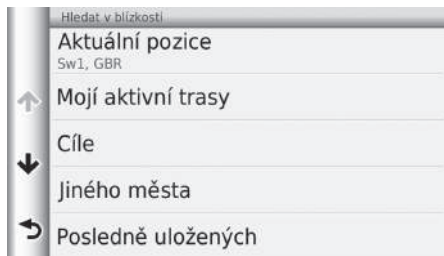 Hledat v blízkosti
Aktuální pozice
Sw1, GBR
Mojí aktivní trasy
Cíle
Jiného města
Posledně uložených